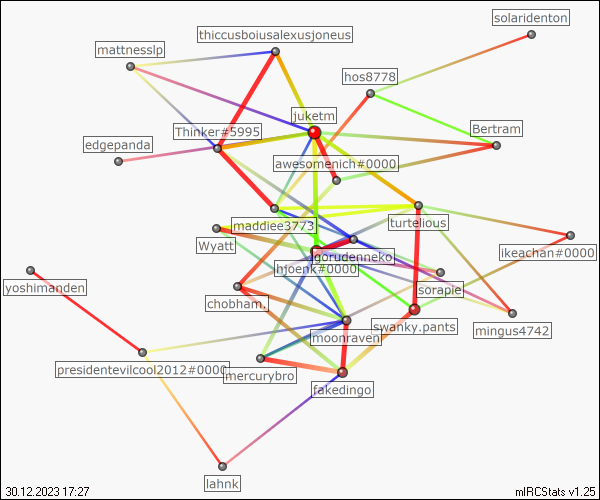 solaridenton
thiccusboiusalexusjoneus
mattnesslp
hos8778
juketm
Thinker#5995
Bertram
edgepanda
awesomenich#0000
maddiee3773
turtelious
Wyatt
gorudenneko
ikeachan#0000
lhjoenk#0000
yoshimanden
sorapie
chobham.
swanky.pants
mingus4742
moonraven
presidentevilcool2012#0000
mercurybro
fakedingo
lahnk
30.12.2023 17:27
mIRCStats v1.25